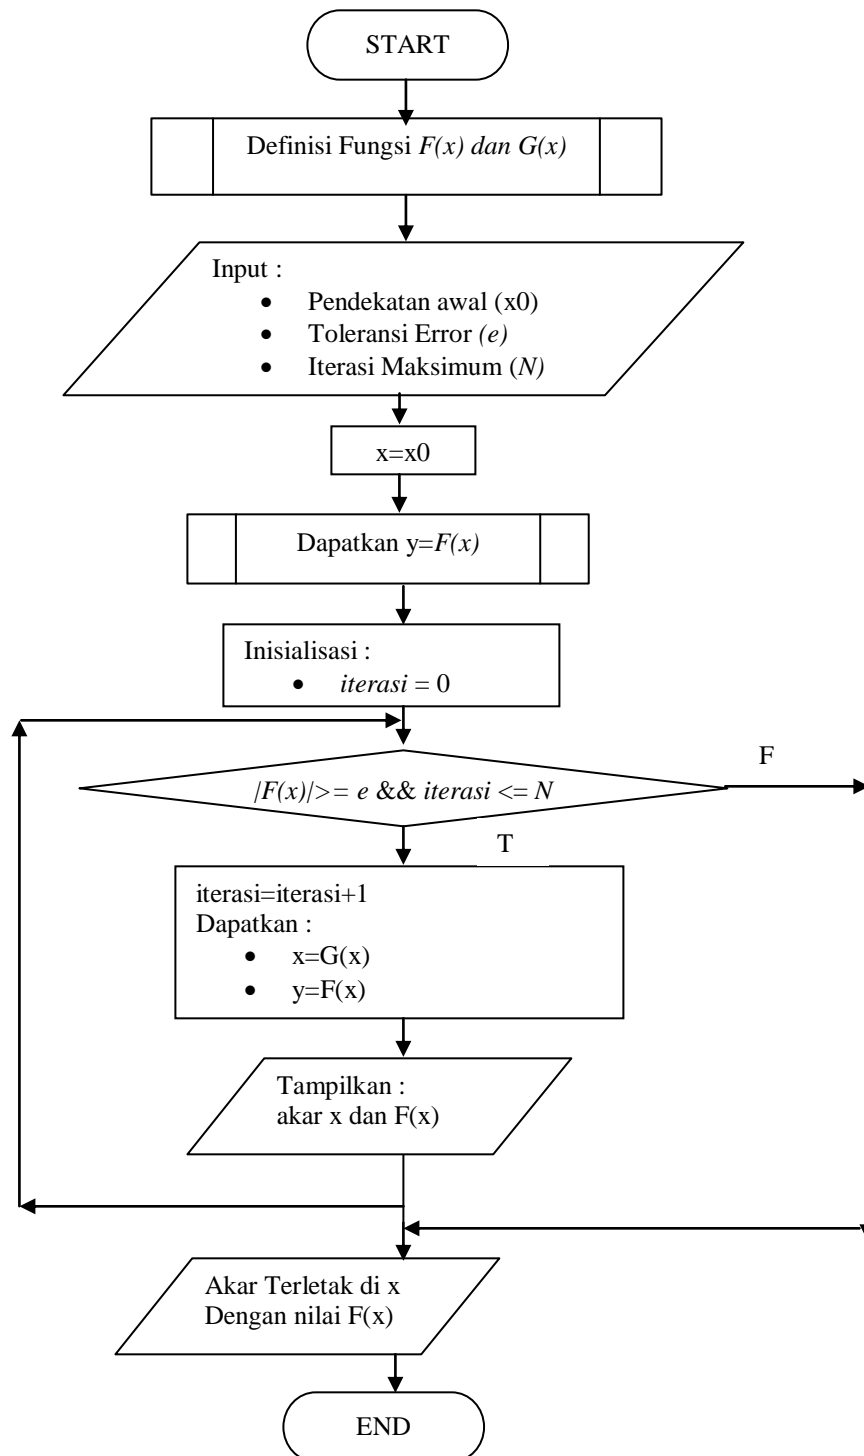 START
Definisi Fungsi F(x) dan G(x)
Input :
• Pendekatan awal (x0)
• Toleransi Error (e)
• Iterasi Maksimum (N)
x=x0
Dapatkan y=F(x)
Inisialisasi :
• iterasi = 0
F
|F(x)|>= e && iterasi <= N
T
iterasi=iterasi+1
Dapatkan :
• x=G(x)
• y=F(x)
Tampilkan :
akar x dan F(x)
Akar Terletak di x
Dengan nilai F(x)
END